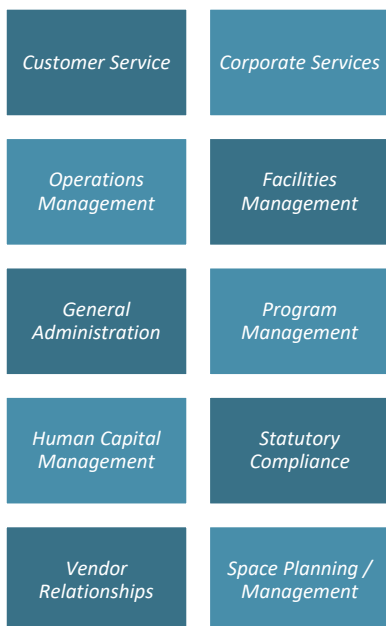 Customer Service
Corporate Services
Operations
Management
Facilities
Management
General
Administration
Program
Management
Human Capital
Management
Statutory
Compliance
Vendor
Relationships
Space Planning /
Management